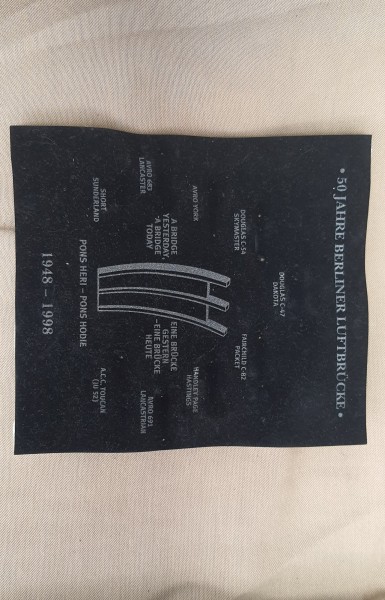 * 50 JAHRE BERLINER LUFTBRÜCKE *
DOUGLAS C-47
DAKOTA
DOUGLAS C-54
SKYMASTER
FAIRCHILD C-82
PACKET
AVRO YORK
HANDLEY PAGE
HASTINGS
AVRO 683
LANCASTER
AVRO 691
LANCASTRIAN
A BRIDGE
YESTERDAY-
A BRIDGE
TODAY
EINE BRÜCKE
GESTERN
-EINE BRÜCKE
HEUTE
SHORT
SUNDERLAND
A.C.C. TOUCAN
(JU 52)
PONS HERI - PONS HODIE
1948 - 1998